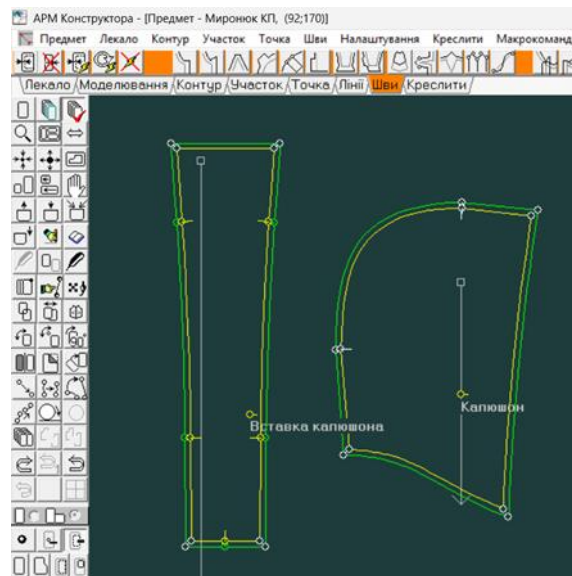 АРМ Конструктора - [Предмет - Миронюк КП, (92;170)]
Предмет Лекало Контур Участок Точка Шви Налаштування Креслити Макрокоманд
Лекало Моделювання Контур Участок Точка Лінії Шви Креслити
90°
Вставка капюшона
Капюшон